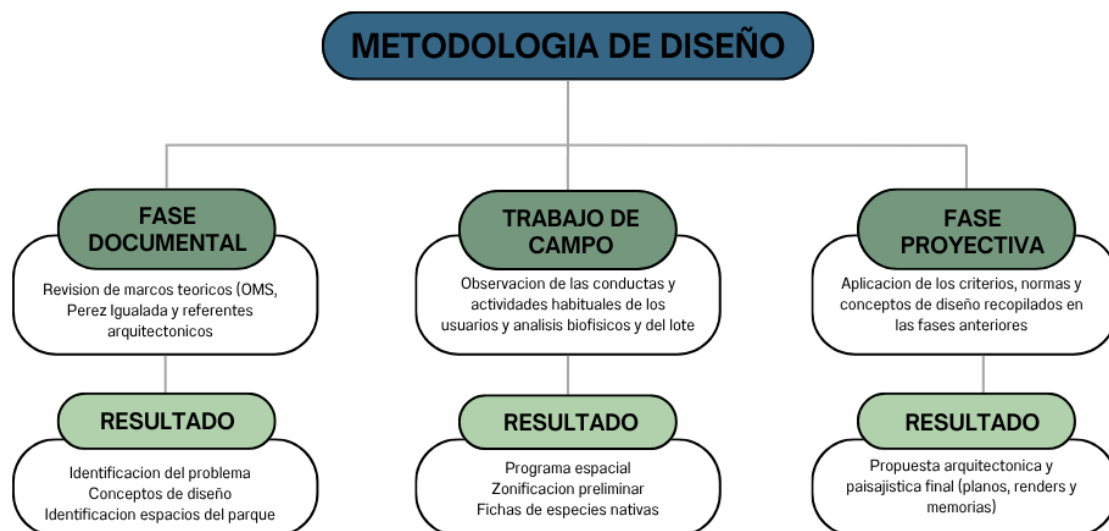 METODOLOGIA DE DISEÑO
FASE
DOCUMENTAL
Revision de marcos teoricos (OMS,
Perez Igualada y referentes
arquitectonicos
RESULTADO
Identificacion del problema
Conceptos de diseño
Identificacion espacios del parque
TRABAJO DE
CAMPO
Observacion de las conductas y
actividades habituales de los
usuarios y analisis biofisicos y del lote
RESULTADO
Programa espacial
Zonificacion preliminar
Fichas de especies nativas
FASE
PROYECTIVA
Aplicacion de los criterios, normas y
conceptos de diseño recopilados en
las fases anteriores
RESULTADO
Propuesta arquitectonica y
paisajistica final (planos, renders y
memorias)